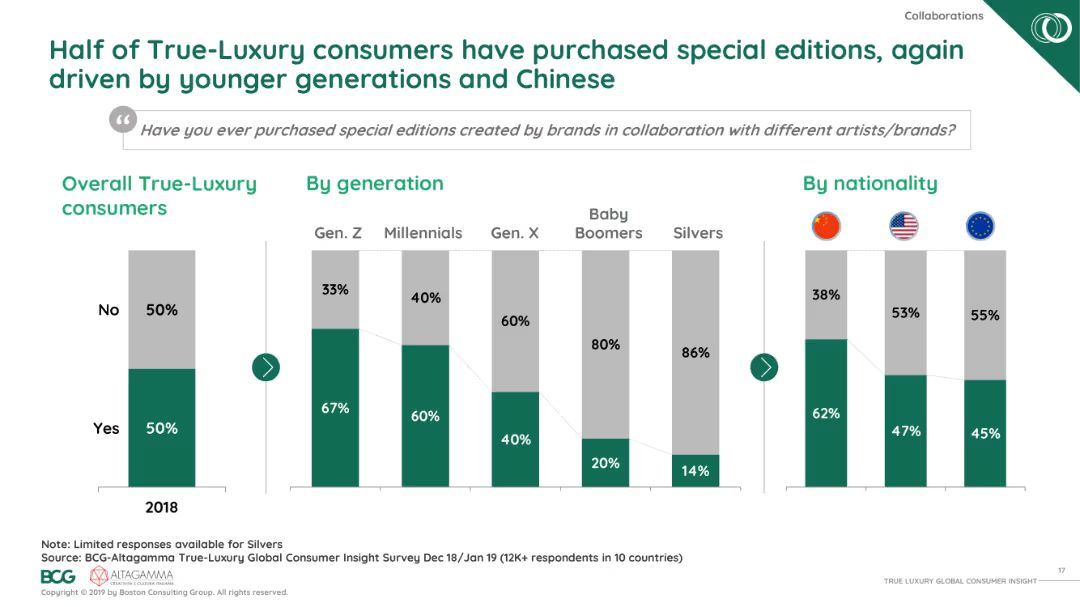 Collaborations
Half of True-Luxury consumers have purchased special editions, again
driven by younger generations and Chinese
“
Have you ever purchased special editions created by brands in collaboration with different artists/brands?
Overall True-Luxury
consumers
By generation
By nationality
Gen. Z Millennials Gen. X Baby Boomers Silvers
No 50%
Yes 50%
2018
33% 40% 60% 80% 86%
67% 60% 40% 20% 14%
38% 53% 55%
62% 47% 45%
Note: Limited responses available for Silvers
Source: BCG-Altagamma True-Luxury Global Consumer Insight Survey Dec 18/Jan 19 (12K+ respondents in 10 countries)
BCG ALTAGAMMA
Copyright © 2019 by Boston Consulting Group. All rights reserved.
17
TRUE LUXURY GLOBAL CONSUMER INSIGHT